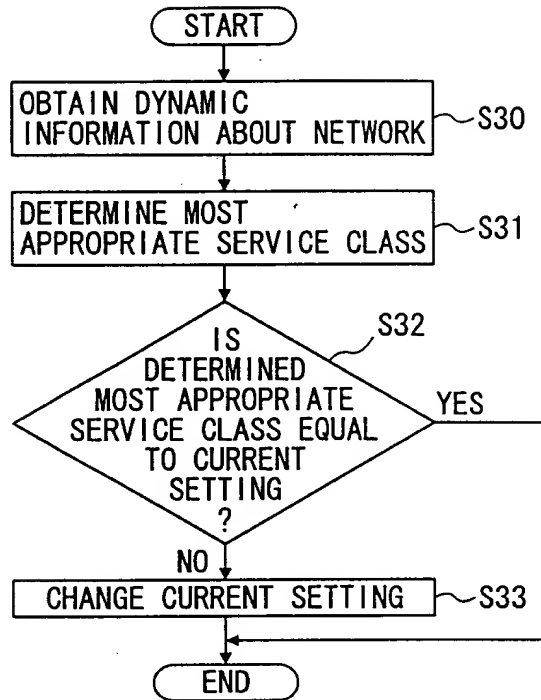 START
OBTAIN DYNAMIC
INFORMATION ABOUT NETWORK
S30
DETERMINE MOST
APPROPRIATE SERVICE CLASS
S31
S32
IS
DETERMINED
MOST APPROPRIATE
SERVICE CLASS EQUAL
TO CURRENT
SETTING
?
YES
NO
CHANGE CURRENT SETTING
S33
END